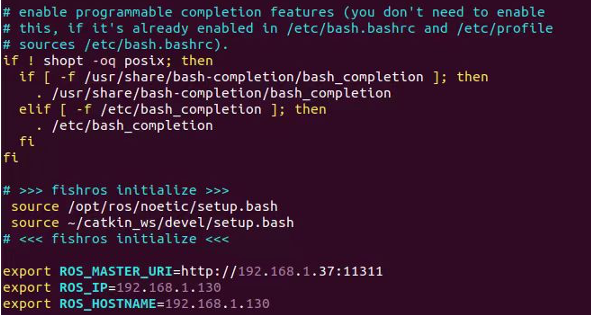 # enable programmable completion features (you don't need to enable
# this, if it's already enabled in /etc/bash.bashrc and /etc/profile
# sources /etc/bash.bashrc).
if ! shopt -oq posix; then
  if [ -f /usr/share/bash-completion/bash_completion ]; then
    . /usr/share/bash-completion/bash_completion
  elif [ -f /etc/bash_completion ]; then
    . /etc/bash_completion
  fi
fi

# >>> fishros initialize >>>
 source /opt/ros/noetic/setup.bash
 source ~/catkin_ws/devel/setup.bash
# <<< fishros initialize <<<

export ROS_MASTER_URI=http://192.168.1.37:11311
export ROS_IP=192.168.1.130
export ROS_HOSTNAME=192.168.1.130